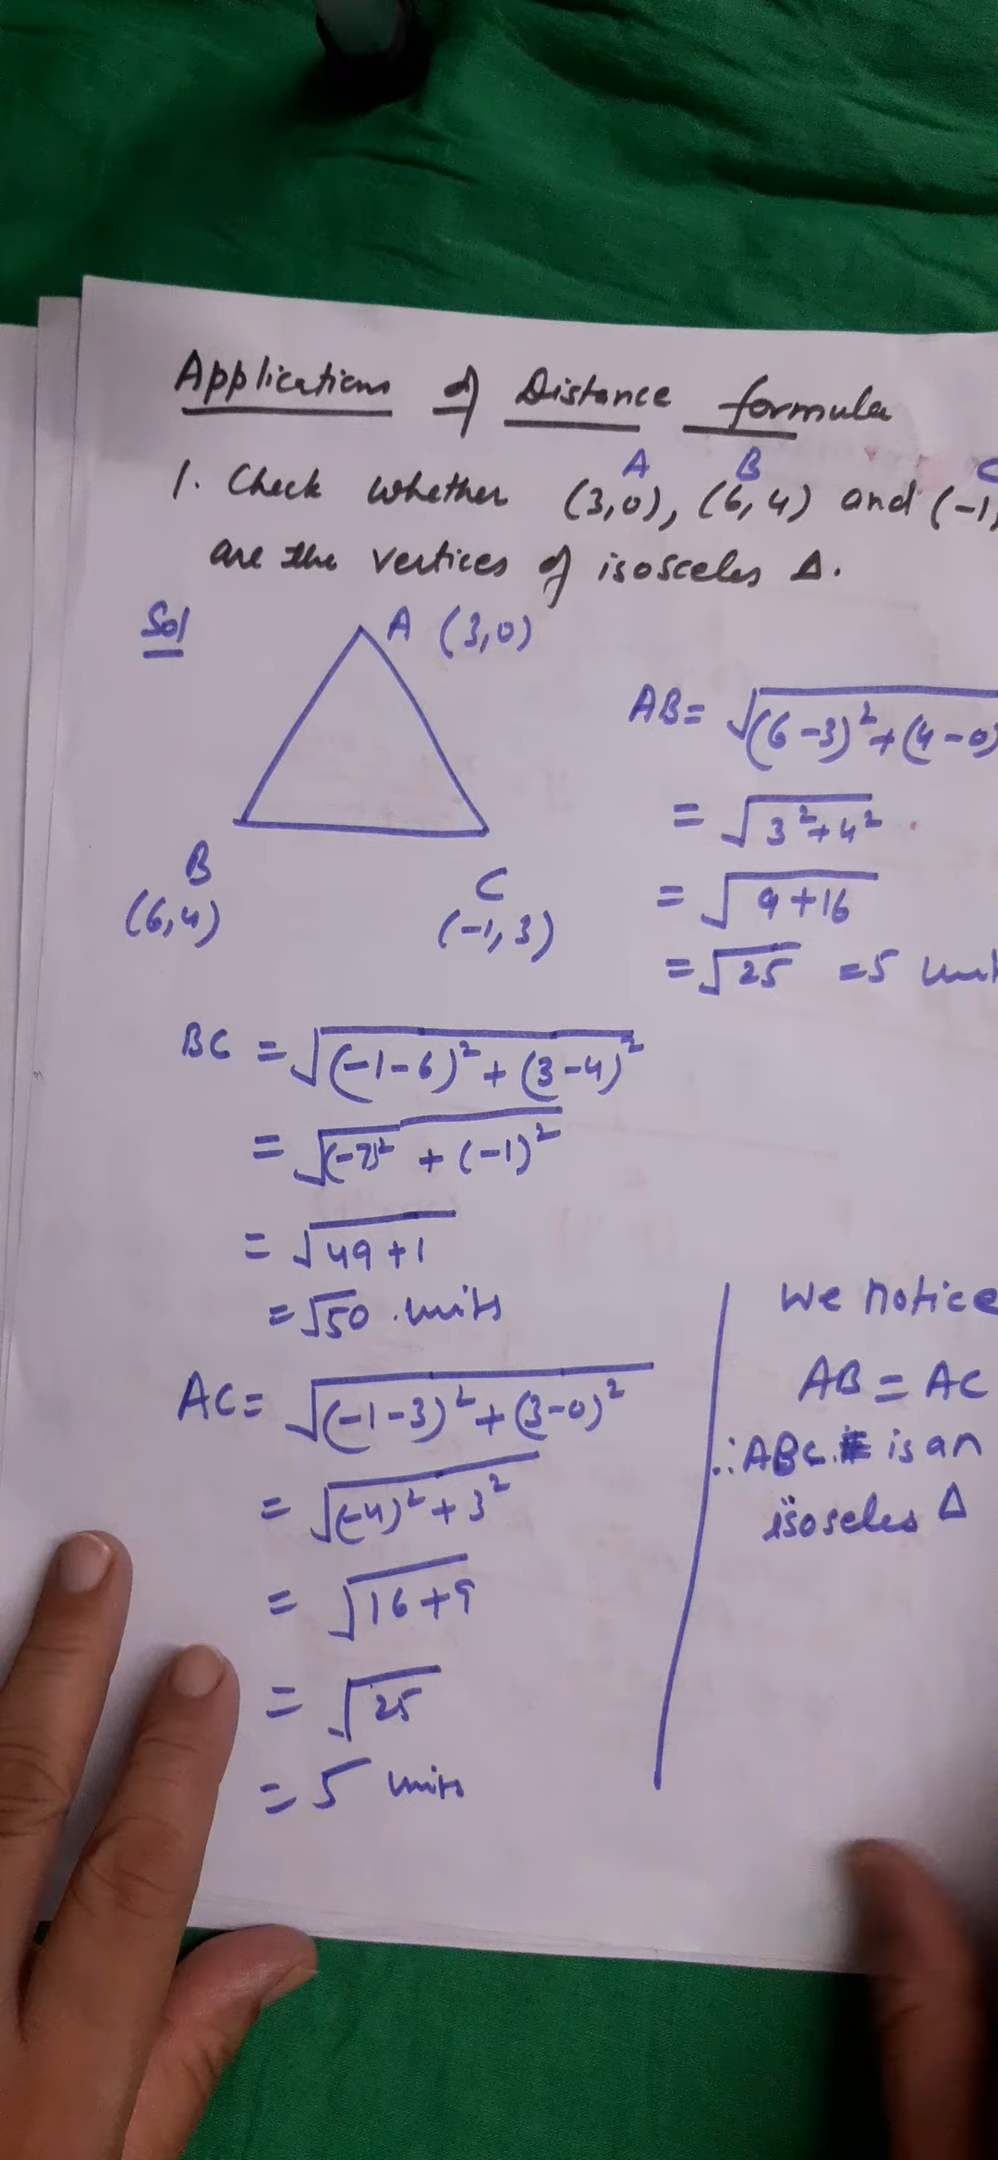 Applications of Distance formula
A B C
1. Check whether (3,0), (6,4) and (-1,
are the vertices of isosceles Δ.
Sol
A (3,0)
B
(6,4)
C
(-1,3)
AB = √(6-3)²+(4-0)
= √3²+4²
= √9+16
= √25 = 5 unit
BC = √(-1-6)²+(3-4)²
= √(-7)² + (-1)²
= √49+1
= √50 units
AC = √(-1-3)²+(3-0)²
= √(-4)²+3²
= √16+9
= √25
= 5 units
We notice
AB = AC
∴ ABC is an
isosceles Δ